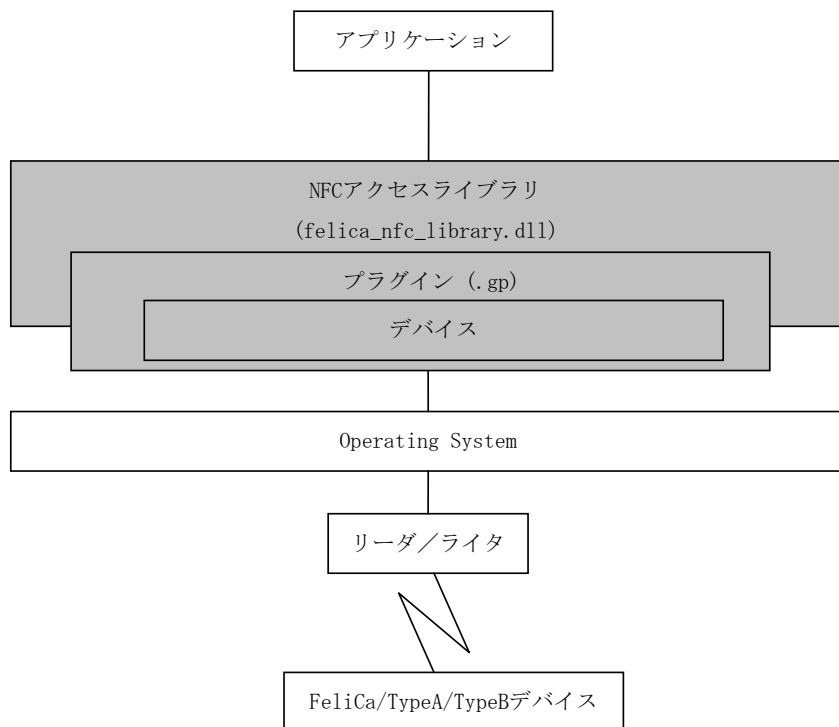 アプリケーション
NFCアクセスライブラリ
(felica_nfc_library.dll)
プラグイン (.gp)
デバイス
Operating System
リーダ／ライタ
FeliCa/TypeA/TypeBデバイス